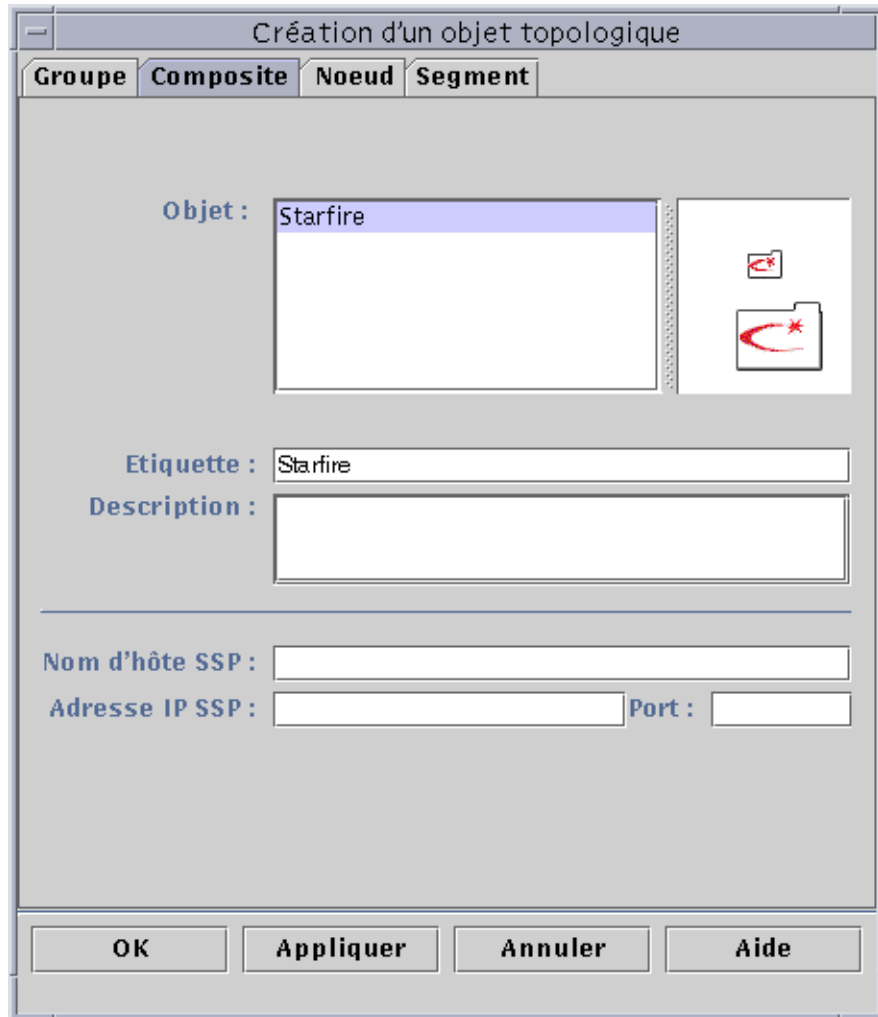 Création d'un objet topologique
Groupe Composite Noeud Segment
Objet : Starfire
Etiquette : Starfire
Description :
Nom d'hôte SSP :
Adresse IP SSP : Port :
OK Appliquer Annuler Aide